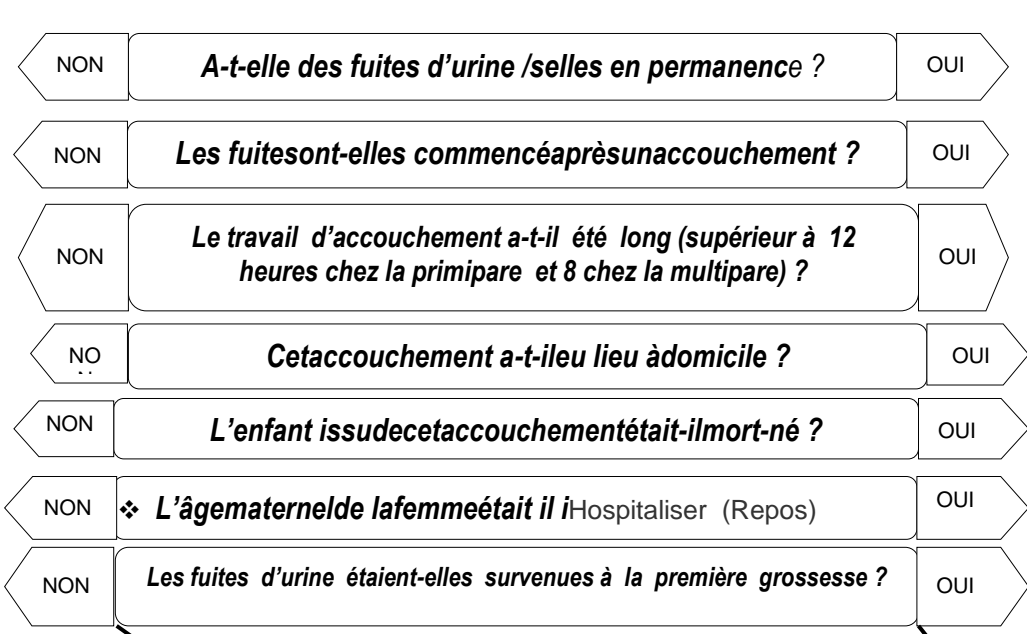 NON A-t-elle des fuites d'urine /selles en permanence ? OUI
NON Les fuitesont-elles commencéaprèsunaccouchement ? OUI
NON Le travail d'accouchement a-t-il été long (supérieur à 12 OUI
heures chez la primipare et 8 chez la multipare) ?
NO Cetaccouchement a-t-ileu lieu àdomicile ? OUI
NON L'enfant issudecetaccouchementétait-ilmort-né ? OUI
NON ❖ L'âgematernelde lafemmeétait il iHospitaliser (Repos) OUI
NON Les fuites d'urine étaient-elles survenues à la première grossesse ? OUI